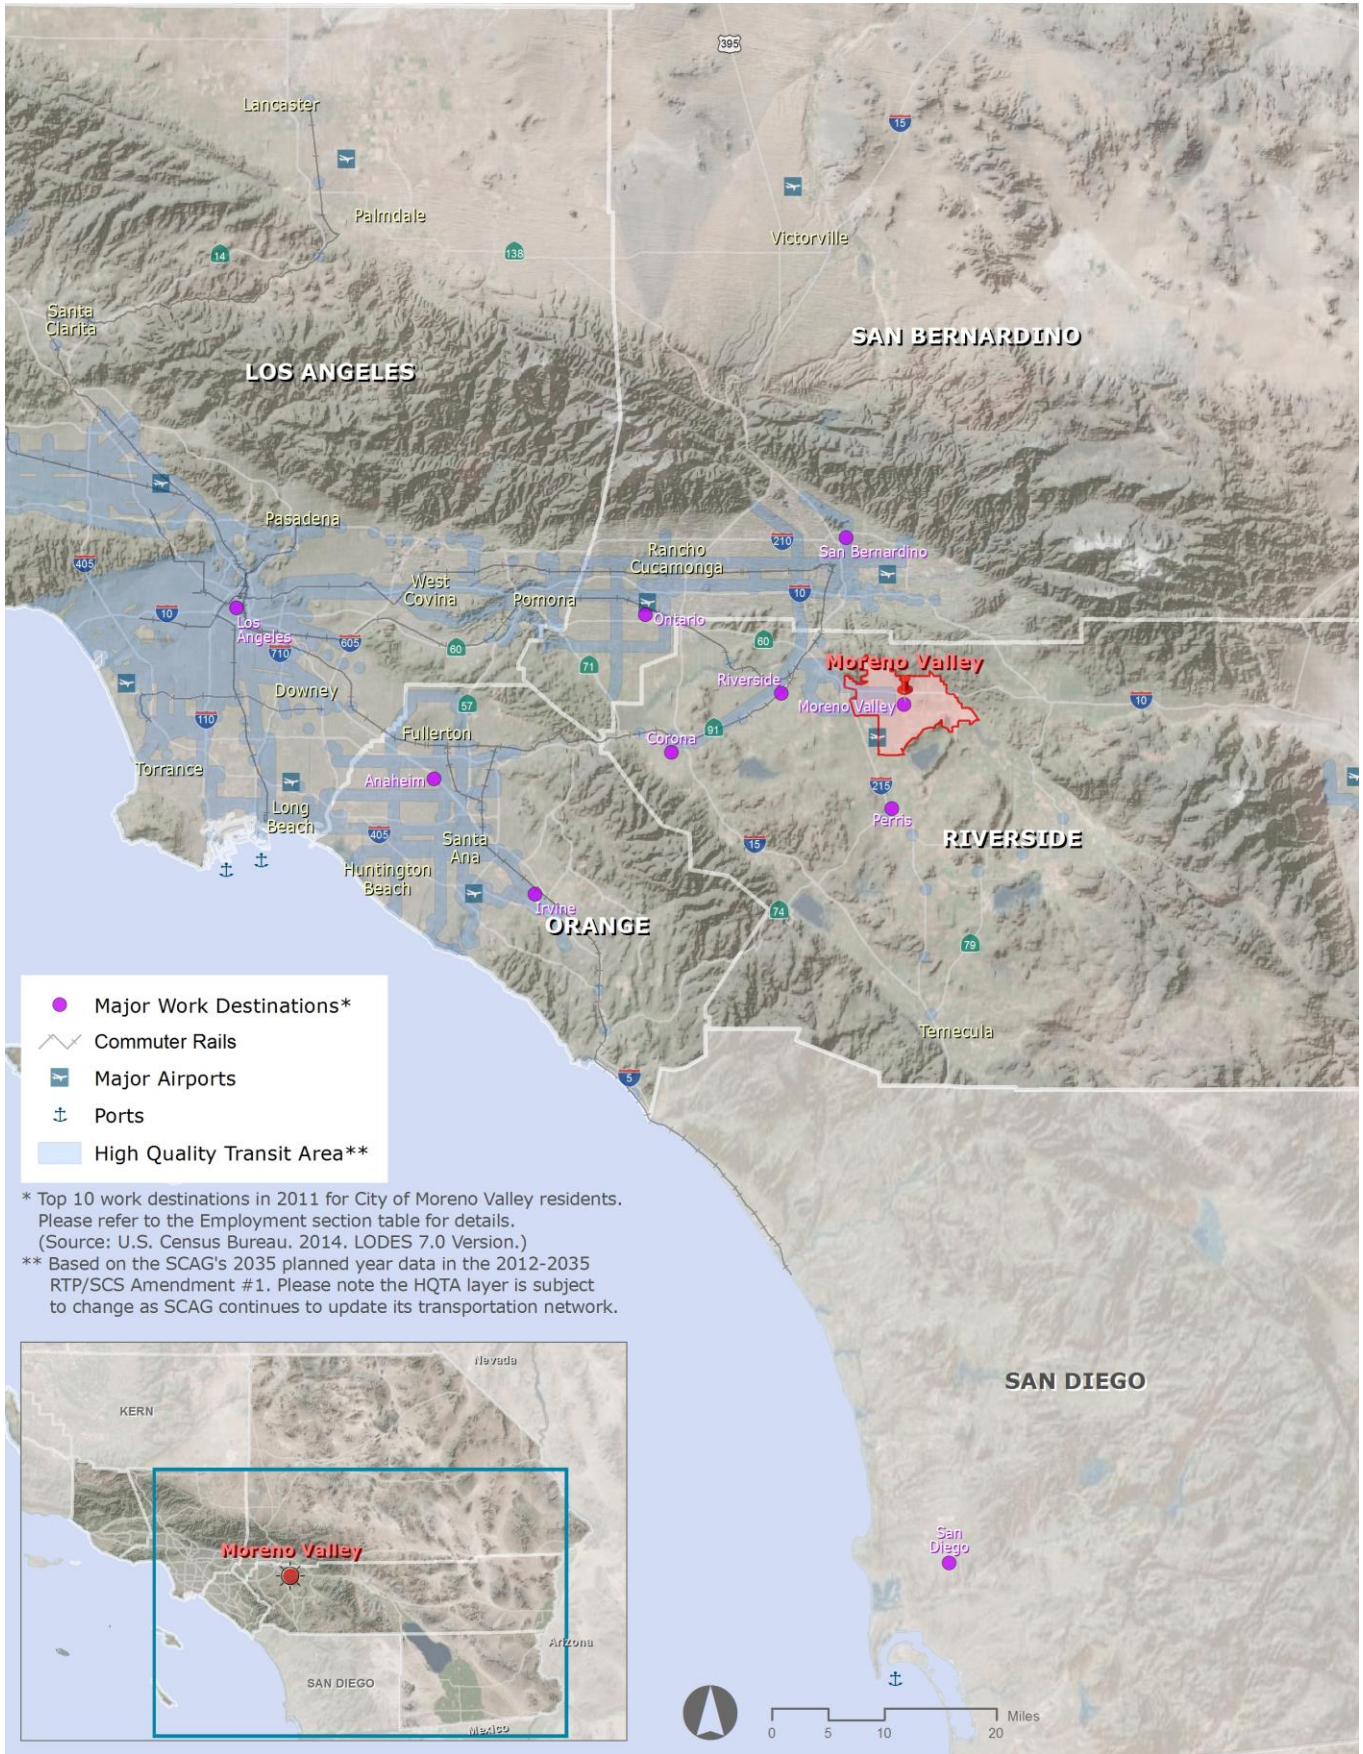 395
Lancaster
15
Palmdale
Victorville
14
138
Santa
Clarita
SAN BERNARDINO
LOS ANGELES
Pasadena
210
San Bernardino
Rancho
Cucamonga
405
West
Covina
Pomona
10
10
Ontario
Los
Angeles
605
710
60
60
71
Moreno Valley
Riverside
Moreno Valley
10
Downey
57
110
Fullerton
91
Corona
Torrance
Anaheim
215
Long
Beach
405
Perris
Santa
Ana
15
RIVERSIDE
Huntington
Beach
Irvine
ORANGE
74
79
Temecula
5
Major Work Destinations*
Commuter Rails
Major Airports
Ports
High Quality Transit Area**
* Top 10 work destinations in 2011 for City of Moreno Valley residents.
Please refer to the Employment section table for details.
(Source: U.S. Census Bureau. 2014. LODES 7.0 Version.)
** Based on the SCAG's 2035 planned year data in the 2012-2035
RTP/SCS Amendment #1. Please note the HQTA layer is subject
to change as SCAG continues to update its transportation network.
Nevada
KERN
Moreno Valley
Arizona
SAN DIEGO
Mexico
SAN DIEGO
San
Diego
Miles
0 5 10 20